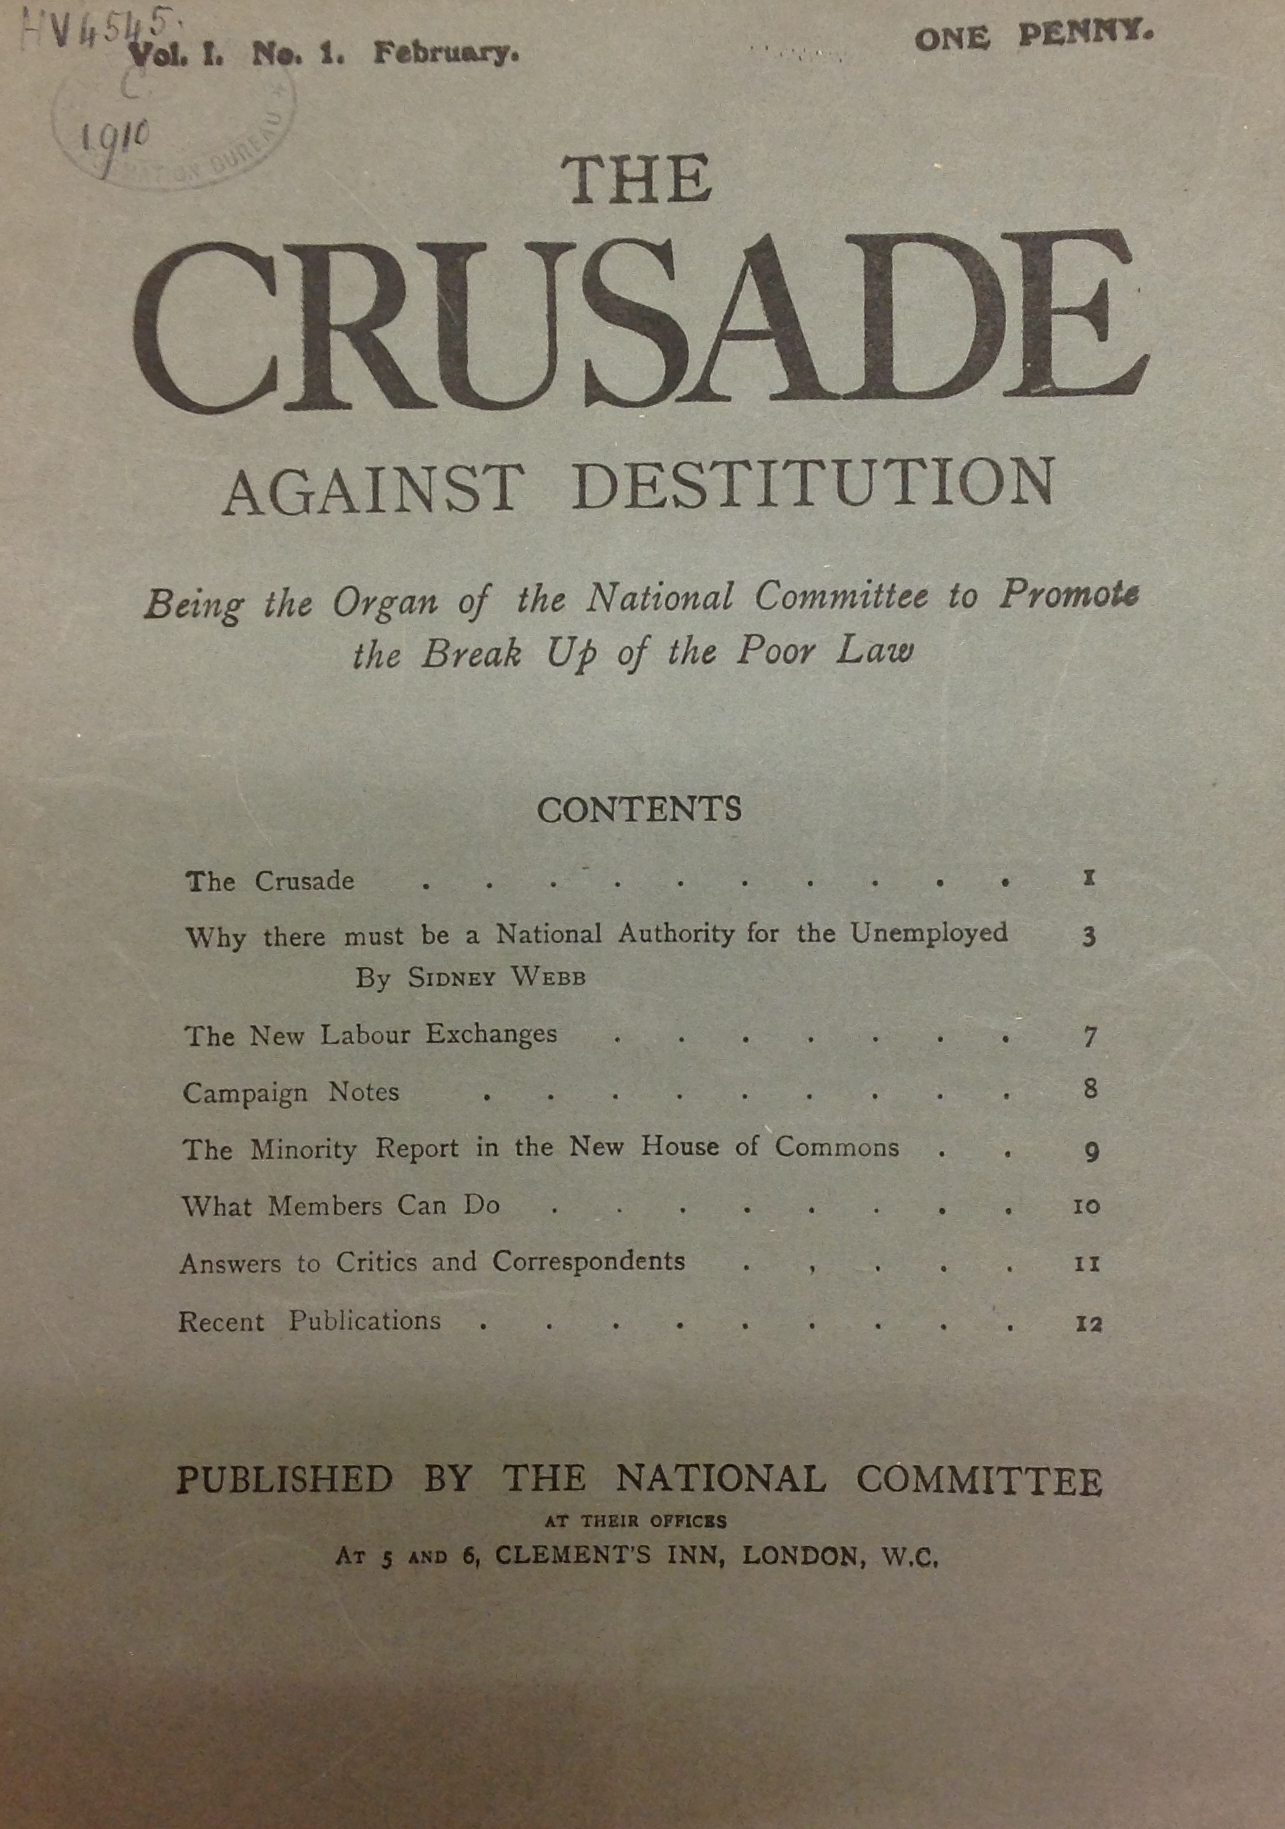 HV4545.
Vol. I. No. 1. February.
ONE PENNY.
C.
1910
BUREAU
THE
CRUSADE
AGAINST DESTITUTION
Being the Organ of the National Committee to Promote
the Break Up of the Poor Law
CONTENTS
The Crusade . . . . . . . . . . 1
Why there must be a National Authority for the Unemployed 3
By SIDNEY WEBB
The New Labour Exchanges . . . . . . . 7
Campaign Notes . . . . . . . . . 8
The Minority Report in the New House of Commons . . 9
What Members Can Do . . . . . . . . 10
Answers to Critics and Correspondents . , . . . 11
Recent Publications . . . . . . . . . 12
PUBLISHED BY THE NATIONAL COMMITTEE
AT THEIR OFFICES
AT 5 AND 6, CLEMENT'S INN, LONDON, W.C.